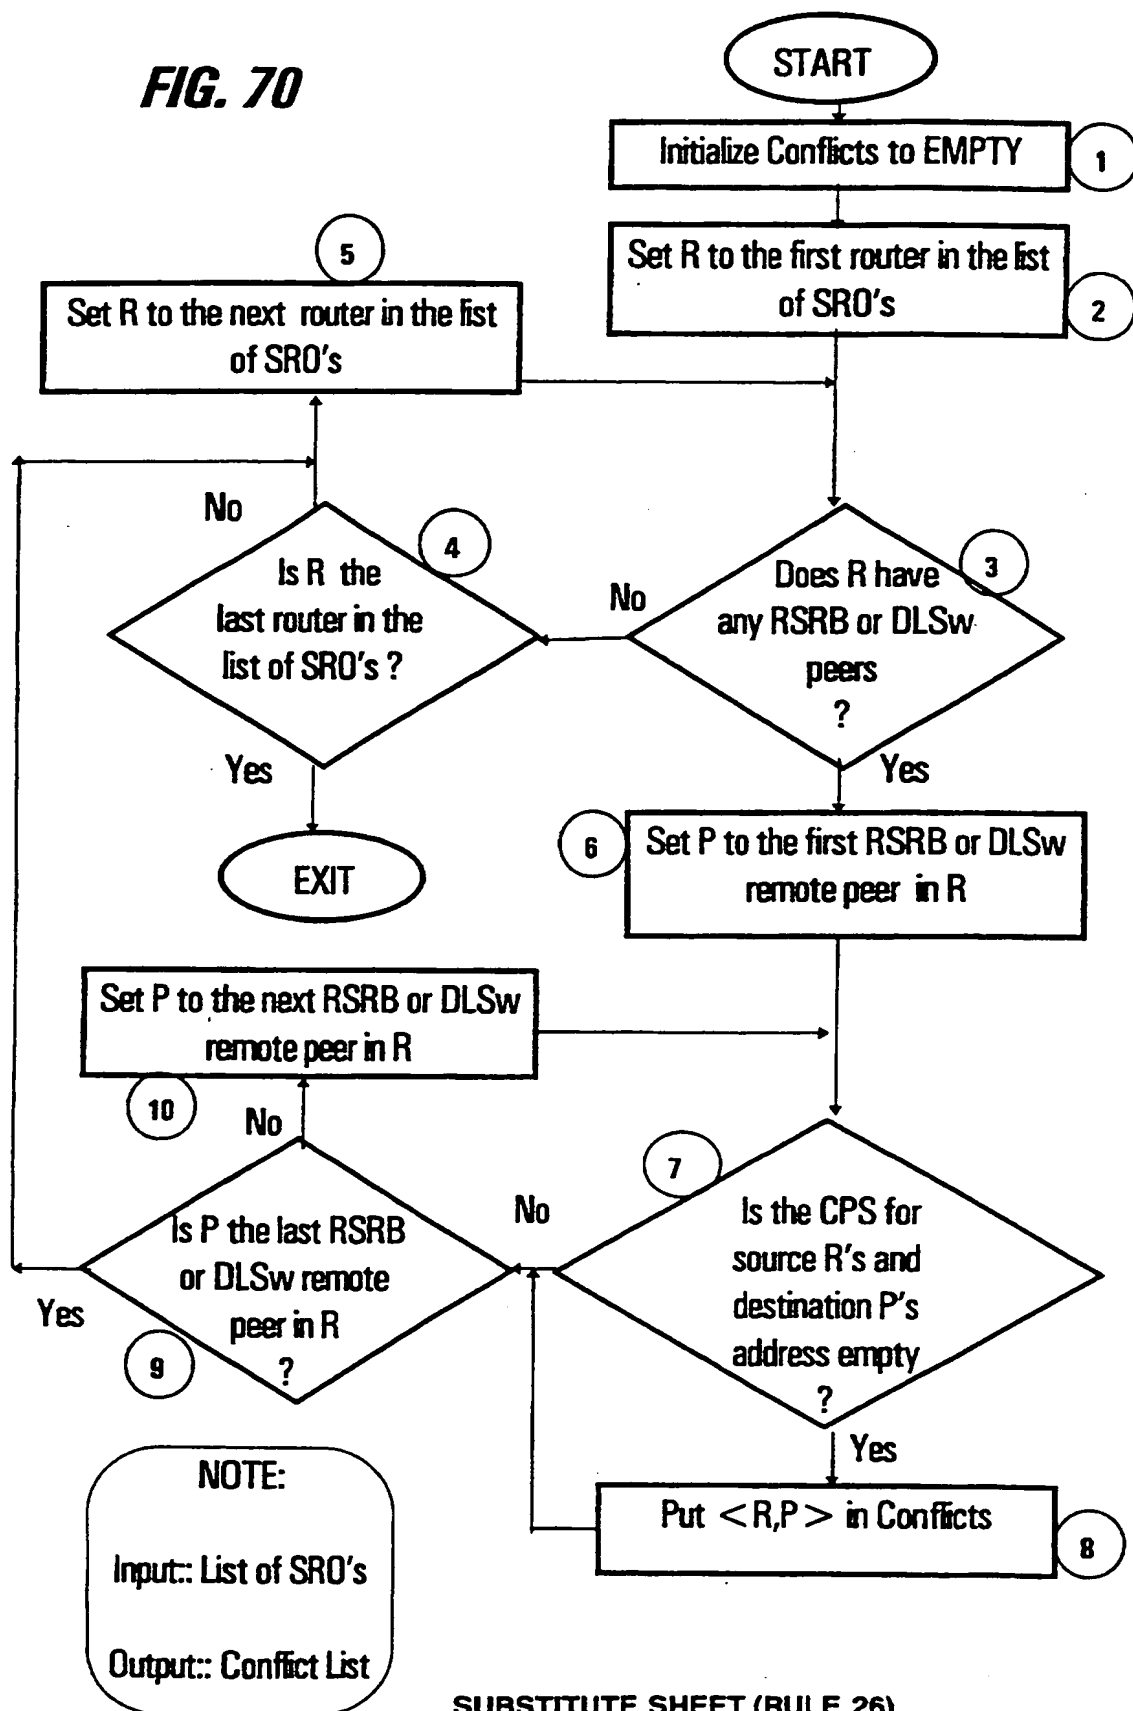 FIG. 70
START
Initialize Conflicts to EMPTY
1
Set R to the first router in the list
of SRO's
2
5
Set R to the next router in the list
of SRO's
No
4
Is R the
last router in the
list of SRO's ?
Yes
EXIT
No
3
Does R have
any RSRB or DLSw
peers
?
Yes
6
Set P to the first RSRB or DLSw
remote peer in R
Set P to the next RSRB or DLSw
remote peer in R
10
No
7
Is the CPS for
source R's and
destination P's
address empty
?
No
Yes
Is P the last RSRB
or DLSw remote
peer in R
?
Yes
9
Put <R,P> in Conflicts
8
NOTE:
Input:: List of SRO's
Output:: Conflict List
SUBSTITUTE SHEET (RULE 26)